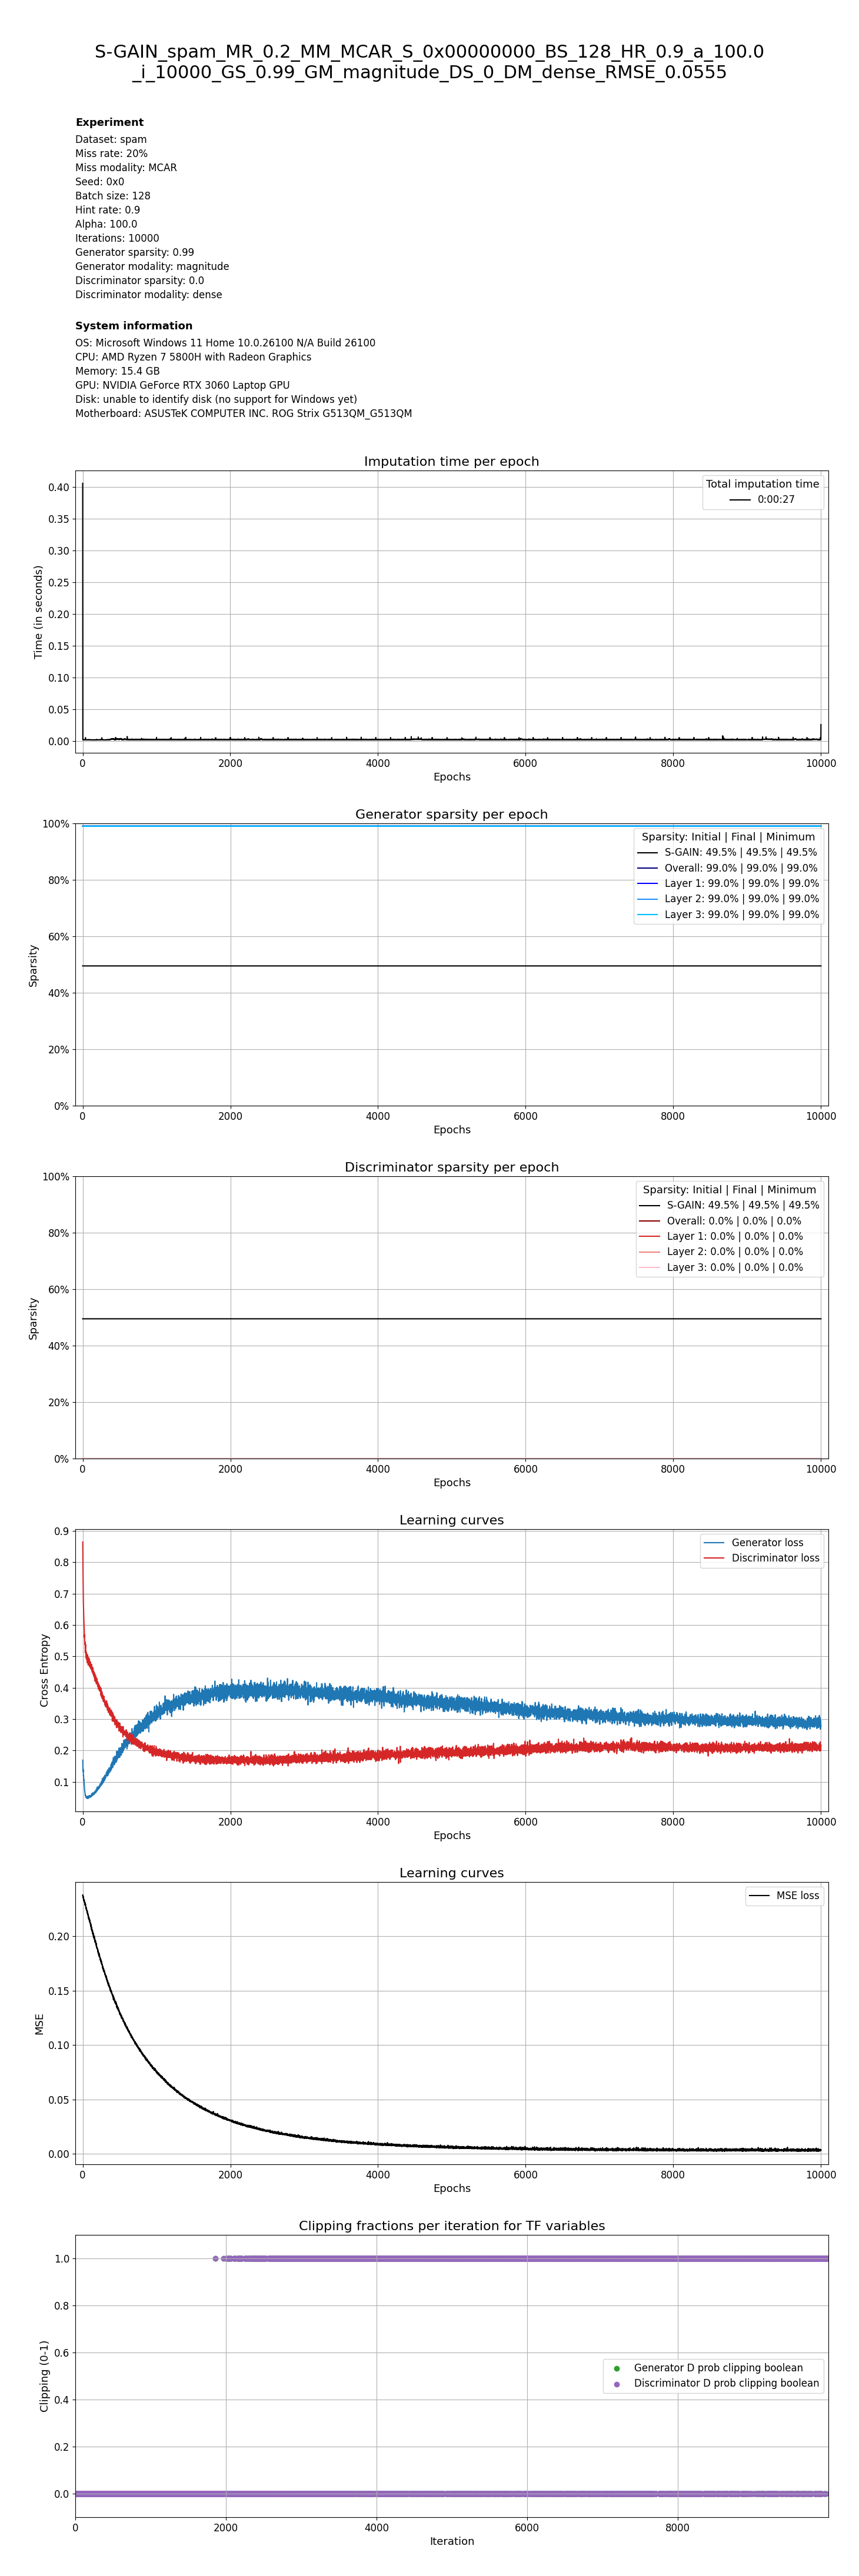 S-GAIN_spam_MR_0.2_MM_MCAR_S_0x00000000_BS_128_HR_0.9_a_100.0
_i_10000_GS_0.99_GM_magnitude_DS_0_DM_dense_RMSE_0.0555
Experiment
Dataset: spam
Miss rate: 20%
Miss modality: MCAR
Seed: 0x0
Batch size: 128
Hint rate: 0.9
Alpha: 100.0
Iterations: 10000
Generator sparsity: 0.99
Generator modality: magnitude
Discriminator sparsity: 0.0
Discriminator modality: dense
System information
OS: Microsoft Windows 11 Home 10.0.26100 N/A Build 26100
CPU: AMD Ryzen 7 5800H with Radeon Graphics
Memory: 15.4 GB
GPU: NVIDIA GeForce RTX 3060 Laptop GPU
Disk: unable to identify disk (no support for Windows yet)
Motherboard: ASUSTeK COMPUTER INC. ROG Strix G513QM_G513QM
Imputation time per epoch
Total imputation time
0:00:27
0.40
0.35
0.30
0.25
0.20
0.15
0.10
0.05
0.00
Time (in seconds)
0 2000 4000 6000 8000 10000
Epochs
Generator sparsity per epoch
Sparsity: Initial | Final | Minimum
S-GAIN: 49.5% | 49.5% | 49.5%
Overall: 99.0% | 99.0% | 99.0%
Layer 1: 99.0% | 99.0% | 99.0%
Layer 2: 99.0% | 99.0% | 99.0%
Layer 3: 99.0% | 99.0% | 99.0%
100%
80%
60%
40%
20%
0%
Sparsity
0 2000 4000 6000 8000 10000
Epochs
Discriminator sparsity per epoch
Sparsity: Initial | Final | Minimum
S-GAIN: 49.5% | 49.5% | 49.5%
Overall: 0.0% | 0.0% | 0.0%
Layer 1: 0.0% | 0.0% | 0.0%
Layer 2: 0.0% | 0.0% | 0.0%
Layer 3: 0.0% | 0.0% | 0.0%
100%
80%
60%
40%
20%
0%
Sparsity
0 2000 4000 6000 8000 10000
Epochs
Learning curves
Generator loss
Discriminator loss
0.9
0.8
0.7
0.6
0.5
0.4
0.3
0.2
0.1
Cross Entropy
0 2000 4000 6000 8000 10000
Epochs
Learning curves
MSE loss
0.20
0.15
0.10
0.05
0.00
MSE
0 2000 4000 6000 8000 10000
Epochs
Clipping fractions per iteration for TF variables
1.0
0.8
0.6
0.4
0.2
0.0
Clipping (0-1)
Generator D prob clipping boolean
Discriminator D prob clipping boolean
0 2000 4000 6000 8000
Iteration